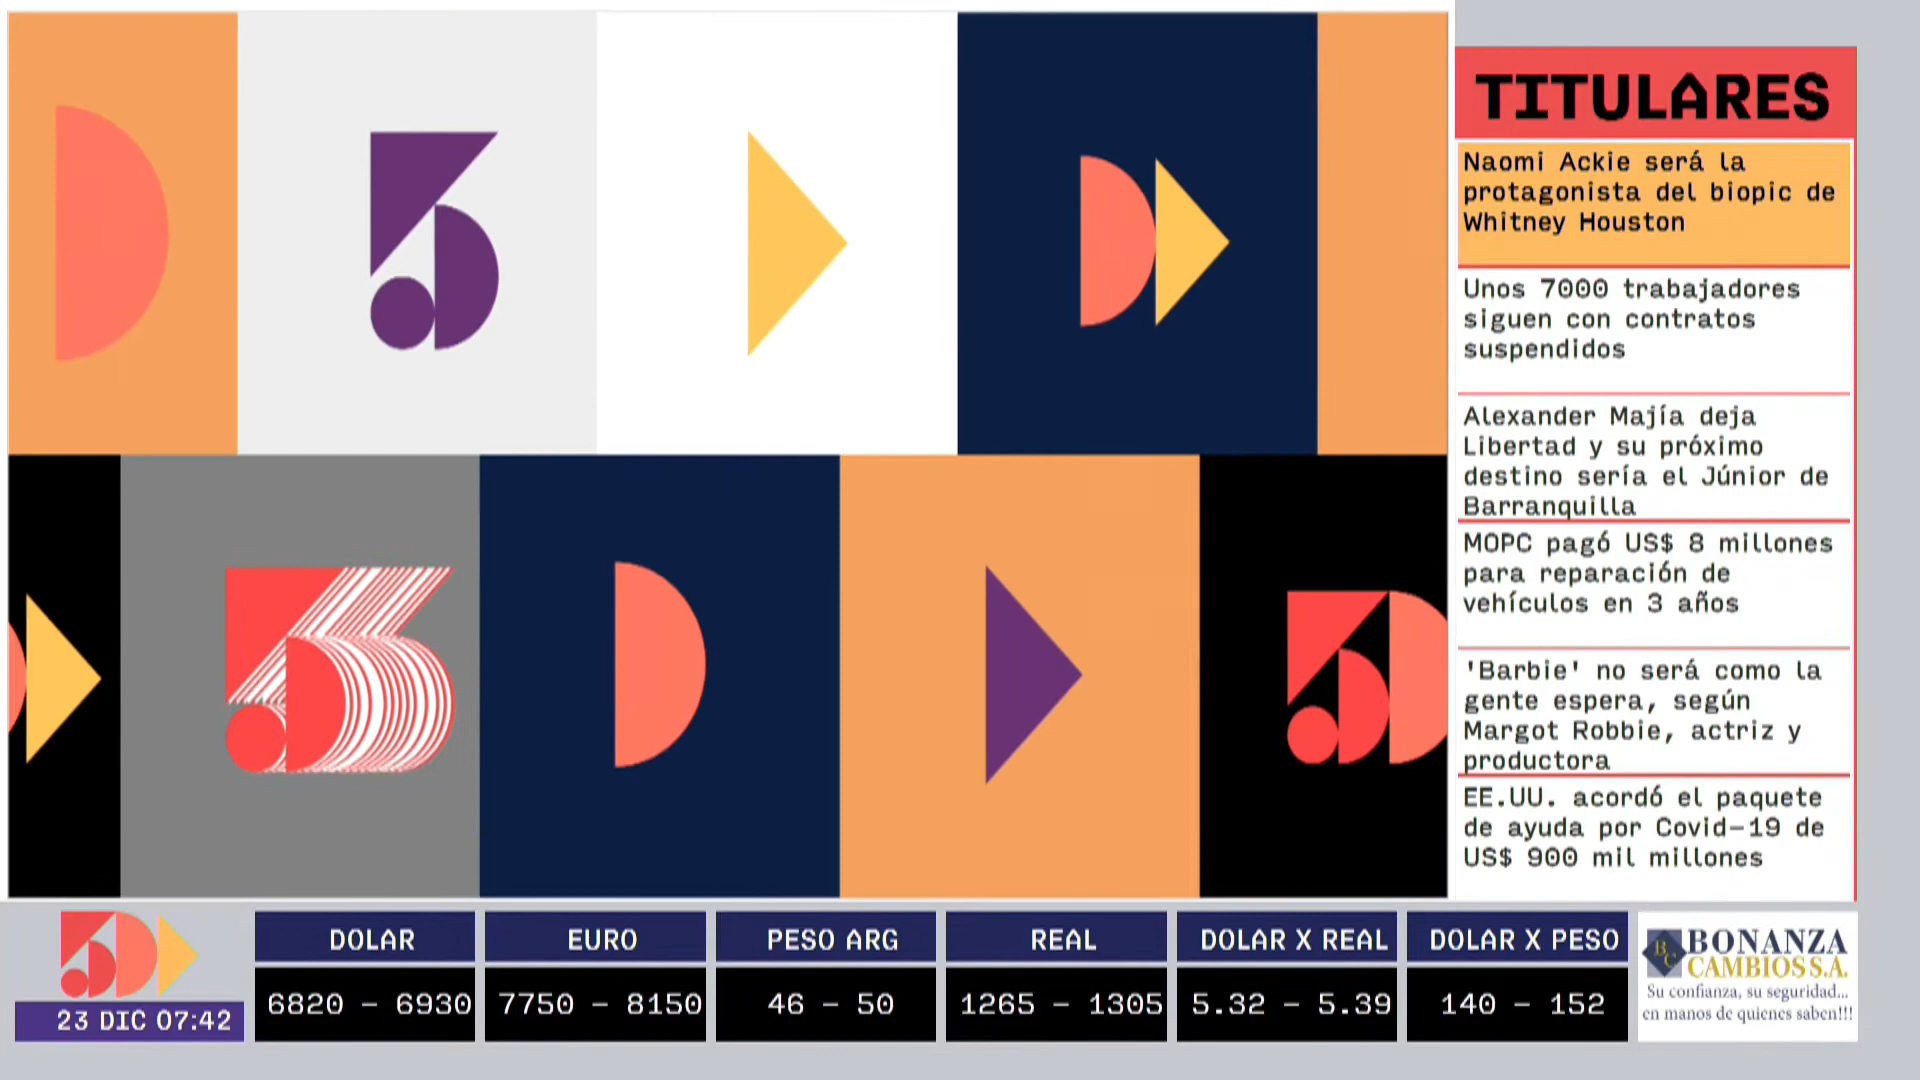 TITULARES
Naomi Ackie será la
protagonista del biopic de
Whitney Houston
Unos 7000 trabajadores
siguen con contratos
suspendidos
Alexander Majía deja
Libertad y su próximo
destino sería el Júnior de
Barranquilla
MOPC pagó US$ 8 millones
para reparación de
vehículos en 3 años
'Barbie' no será como la
gente espera, según
Margot Robbie, actriz y
productora
EE.UU. acordó el paquete
de ayuda por Covid-19 de
US$ 900 mil millones
23 DIC 07:42
DOLAR
6820 - 6930
EURO
7750 - 8150
PESO ARG
46 - 50
REAL
1265 - 1305
DOLAR X REAL
5.32 - 5.39
DOLAR X PESO
140 - 152
BC
BONANZA
CAMBIOS S.A.
Su confianza, su seguridad...
en manos de quienes saben!!!